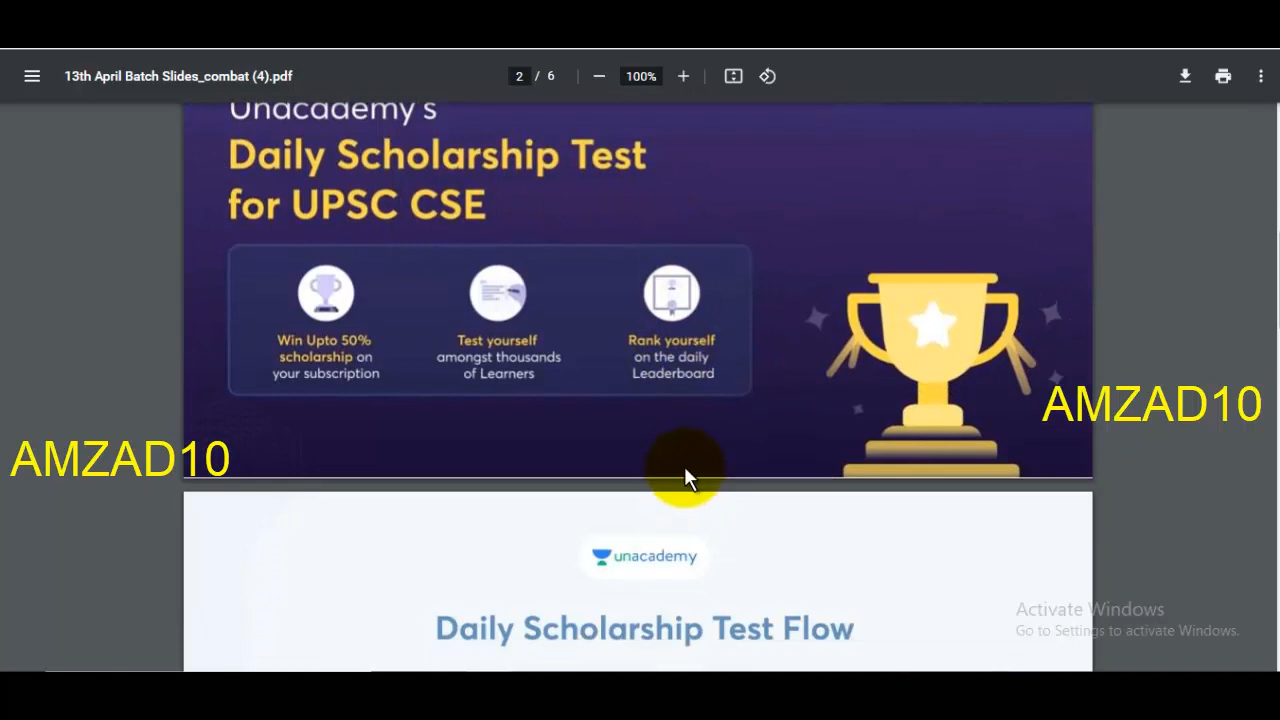 13th April Batch Slides_combat (4).pdf
2 / 6
100%
Unacademy's
Daily Scholarship Test
for UPSC CSE
Win Upto 50%
scholarship on
your subscription
Test yourself
amongst thousands
of Learners
Rank yourself
on the daily
Leaderboard
AMZAD10
AMZAD10
unacademy
Daily Scholarship Test Flow
Activate Windows
Go to Settings to activate Windows.